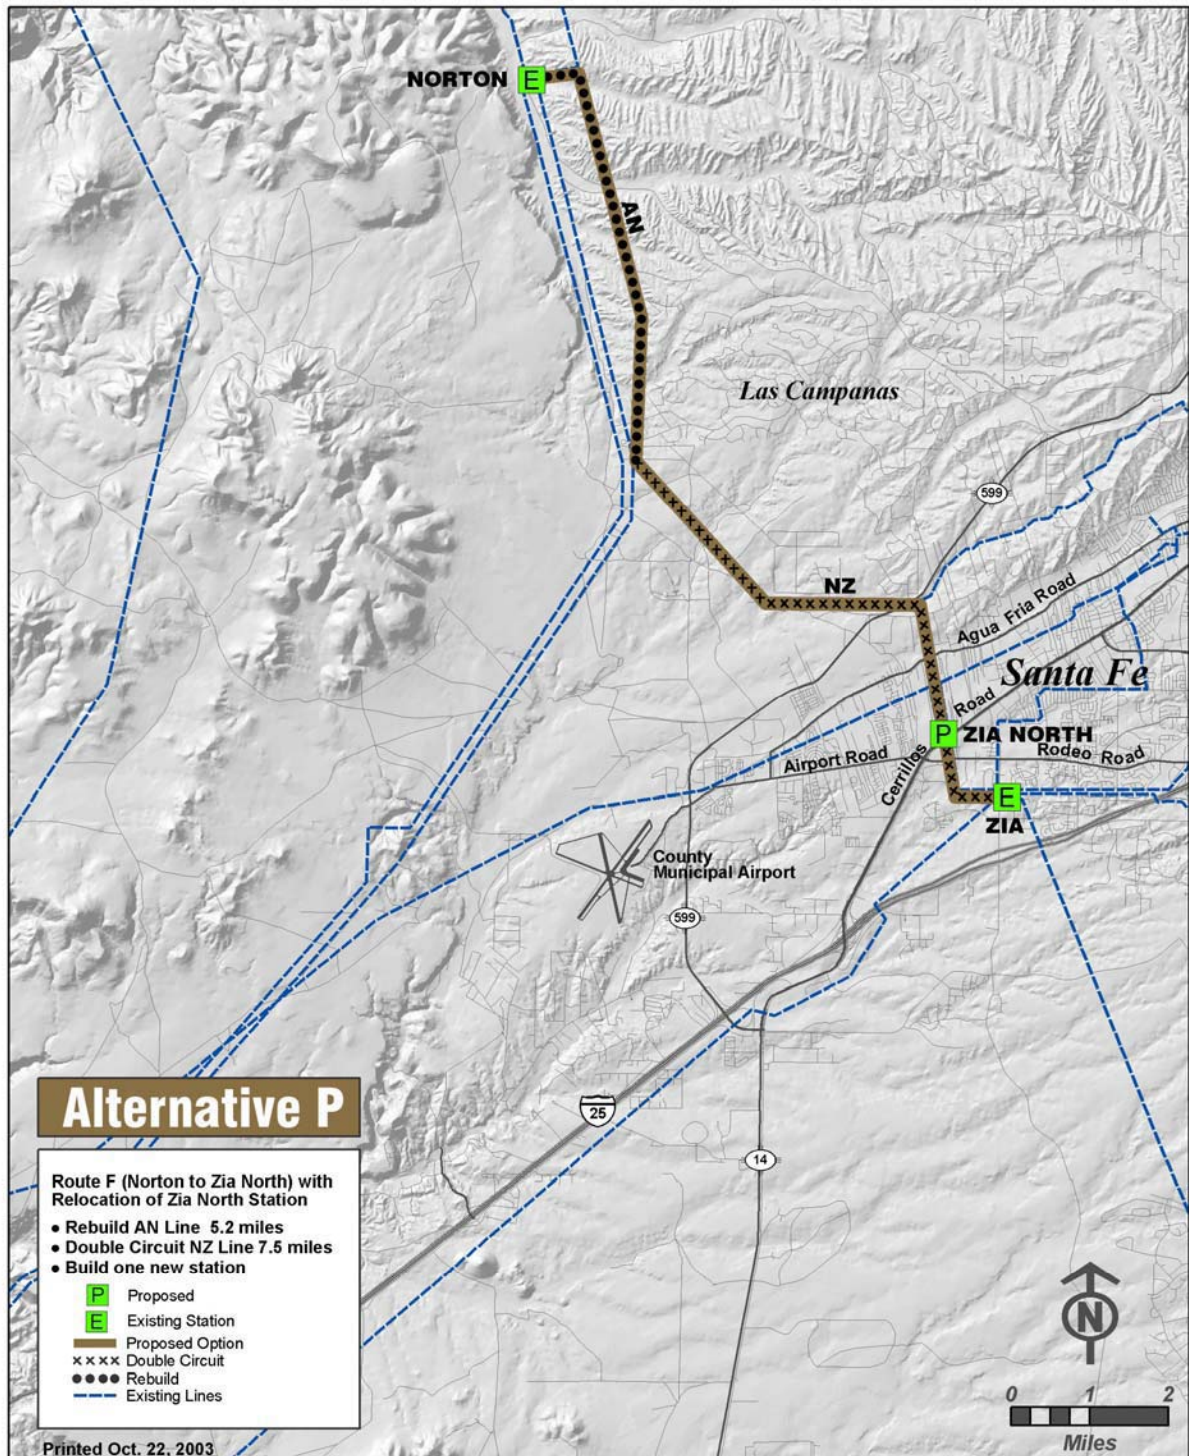 NORTON E
AN
Las Campanas
599
NZ
Agua Fria Road
Santa Fe
Cerrillos Road
P ZIA NORTH
Airport Road
Rodeo Road
E
ZIA
County
Municipal Airport
599
25
14
Alternative P
Route F (Norton to Zia North) with
Relocation of Zia North Station
• Rebuild AN Line 5.2 miles
• Double Circuit NZ Line 7.5 miles
• Build one new station
P Proposed
E Existing Station
Proposed Option
×××× Double Circuit
●●●● Rebuild
Existing Lines
N
0 1 2
Miles
Printed Oct. 22, 2003